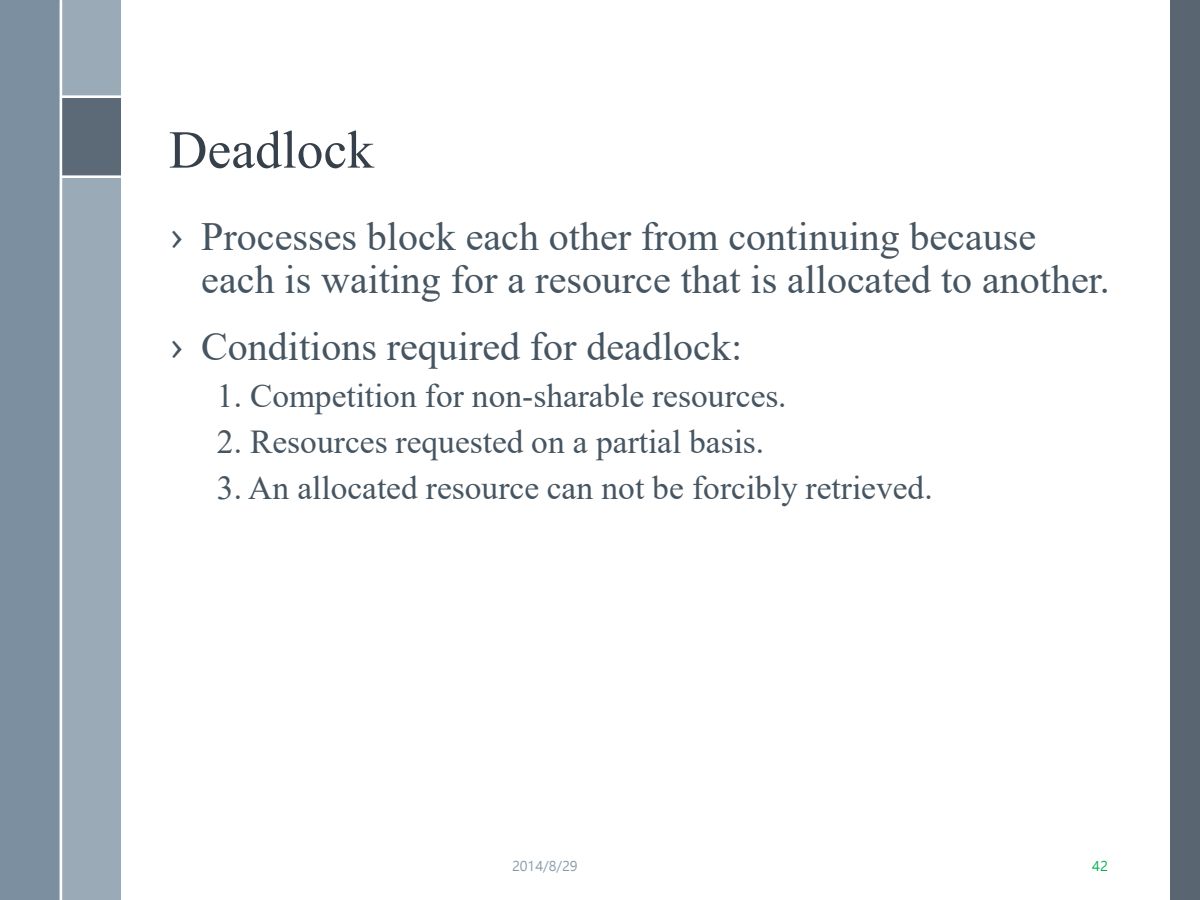 Deadlock
› Processes block each other from continuing because
each is waiting for a resource that is allocated to another.
› Conditions required for deadlock:
1. Competition for non-sharable resources.
2. Resources requested on a partial basis.
3. An allocated resource can not be forcibly retrieved.
2014/8/29
42